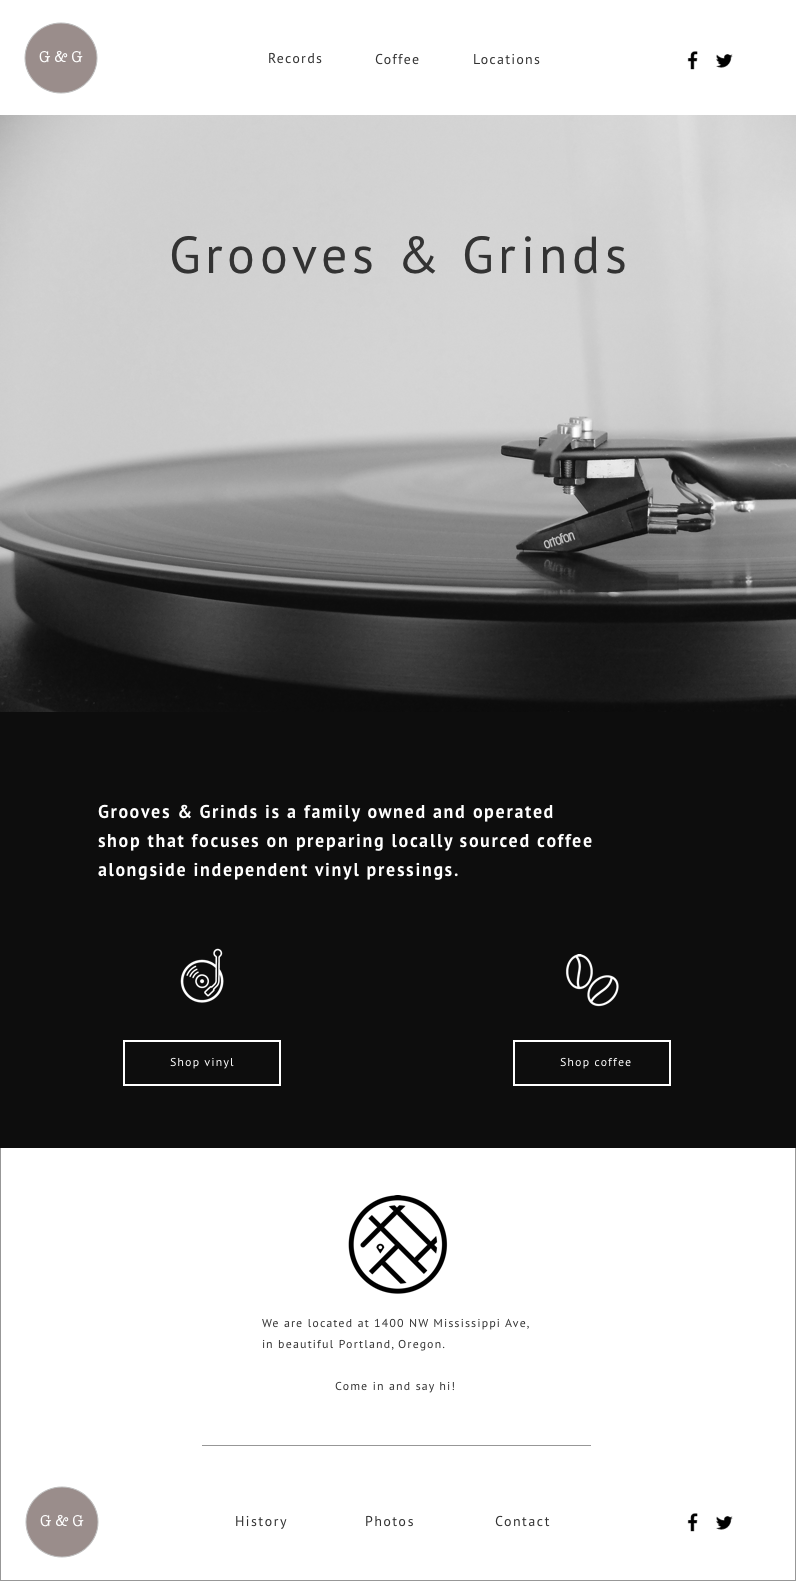 G & G
Records
Coffee
Locations
Grooves & Grinds
ortofon
Grooves & Grinds is a family owned and operated
shop that focuses on preparing locally sourced coffee
alongside independent vinyl pressings.
Shop vinyl
Shop coffee
We are located at 1400 NW Mississippi Ave,
in beautiful Portland, Oregon.
Come in and say hi!
G & G
History
Photos
Contact